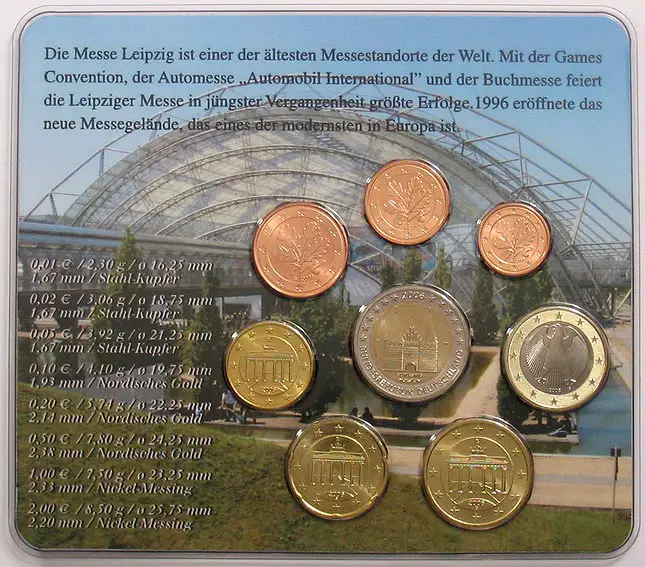 Die Messe Leipzig ist einer der ältesten Messestandorte der Welt. Mit der Games
Convention, der Automesse „Automobil International" und der Buchmesse feiert
die Leipziger Messe in jüngster Vergangenheit größte Erfolge.1996 eröffnete das
neue Messegelände, das eines der modernsten in Europa ist.
0,01 € / 2,30 g / ø 16,25 mm
1,67 mm / Stahl-Kupfer
0,02 € / 3,06 g / ø 18,75 mm
1,67 mm / Stahl-Kupfer
0,05 € / 3,92 g / ø 21,25 mm
1,67 mm / Stahl-Kupfer
0,10 € / 4,10 g / ø 19,75 mm
1,93 mm / Nordisches Gold
0,20 € / 5,74 g / ø 22,25 mm
2,14 mm / Nordisches Gold
0,50 € / 7,80 g / ø 24,25 mm
2,38 mm / Nordisches Gold
1,00 € / 7,50 g / ø 23,25 mm
2,33 mm / Nickel-Messing
2,00 € / 8,50 g / ø 25,75 mm
2,20 mm / Nickel Messing
2006
BUNDESREPUBLIK DEUTSCHLAND